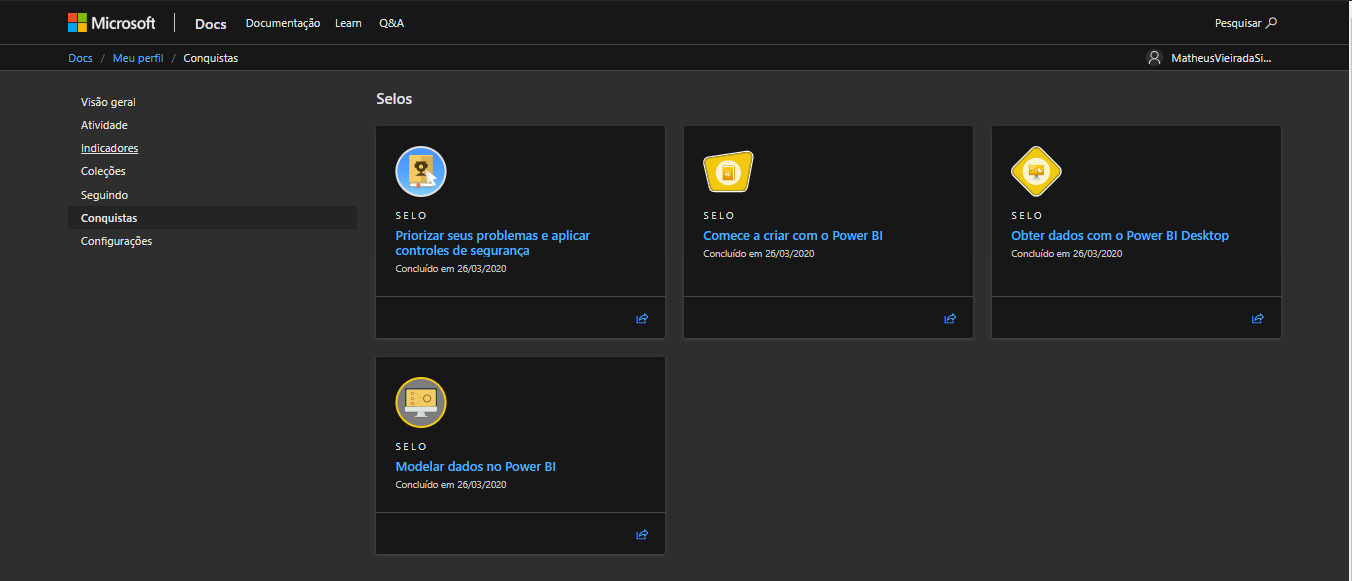 Microsoft Docs Documentação Learn Q&A Pesquisar
Docs / Meu perfil / Conquistas MatheusVieiradaSi...
Visão geral
Atividade
Indicadores
Coleções
Seguindo
Conquistas
Configurações
Selos
SELO
Priorizar seus problemas e aplicar
controles de segurança
Concluído em 26/03/2020
SELO
Comece a criar com o Power BI
Concluído em 26/03/2020
SELO
Obter dados com o Power BI Desktop
Concluído em 26/03/2020
SELO
Modelar dados no Power BI
Concluído em 26/03/2020